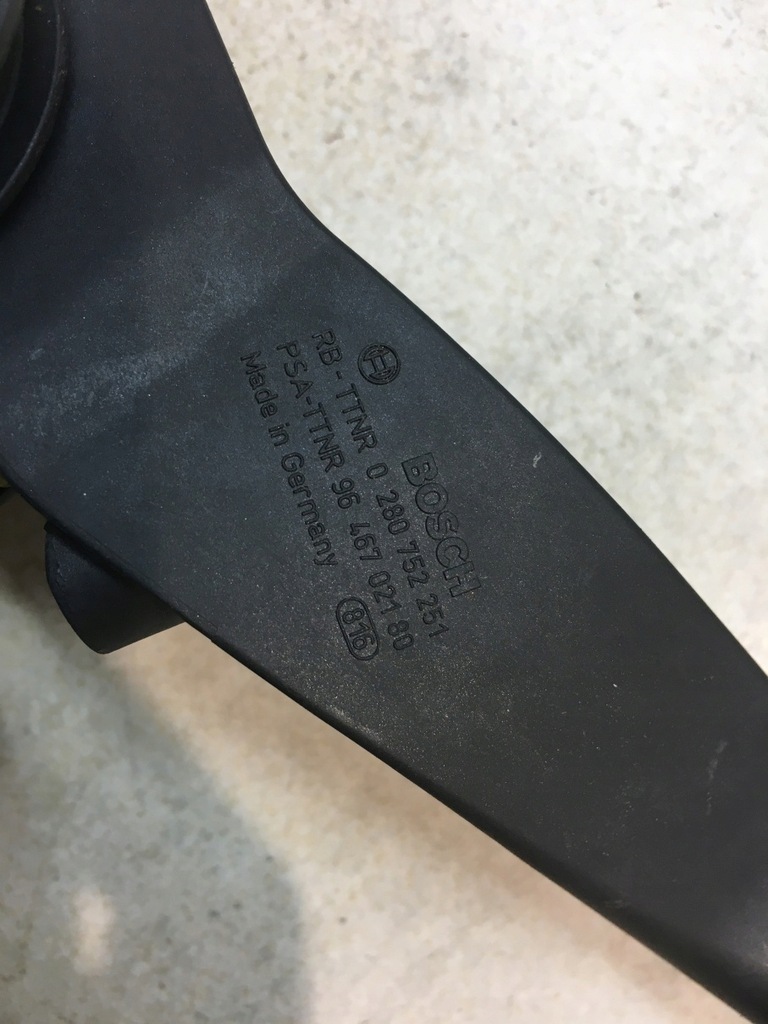 BOSCH
RB-TTNR 0 280 752 251
PSA-TTNR 96 467 021 80
Made in Germany 816